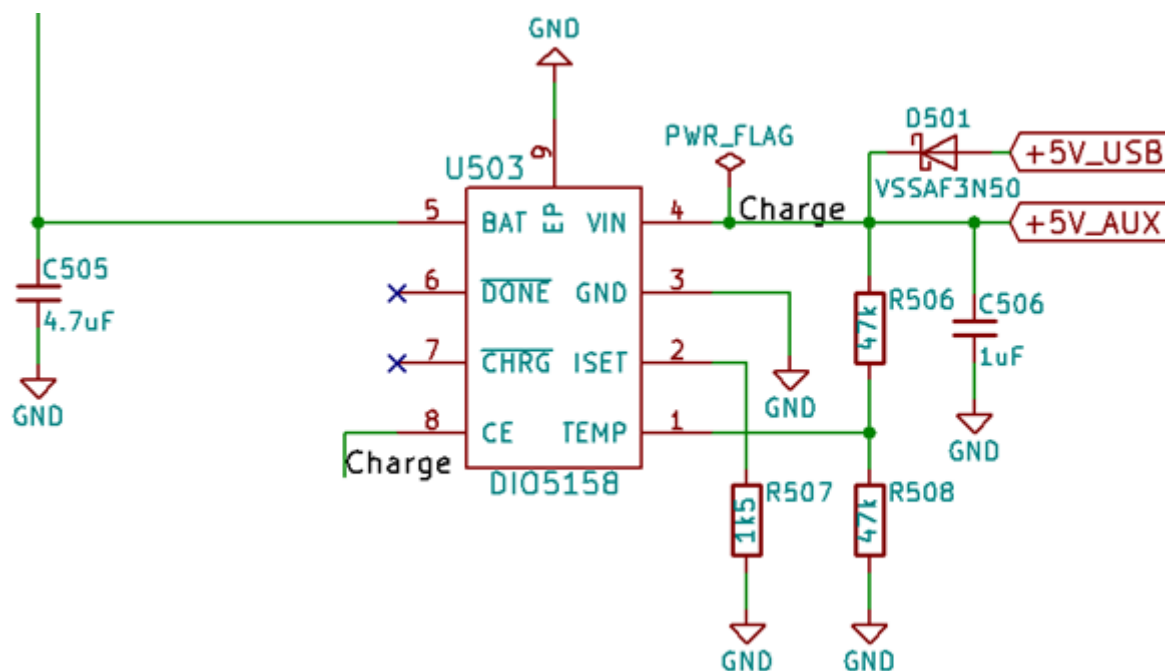 GND
D501
PWR_FLAG
+5V_USB
U503
9
VSSAF3N50
5
BAT
EP
VIN
4
Charge
+5V_AUX
C505
4.7uF
6
DONE
GND
3
R506
47k
C506
1uF
7
CHRG
ISET
2
GND
GND
8
CE
TEMP
1
GND
Charge
DIO5158
R507
1k5
R508
47k
GND
GND